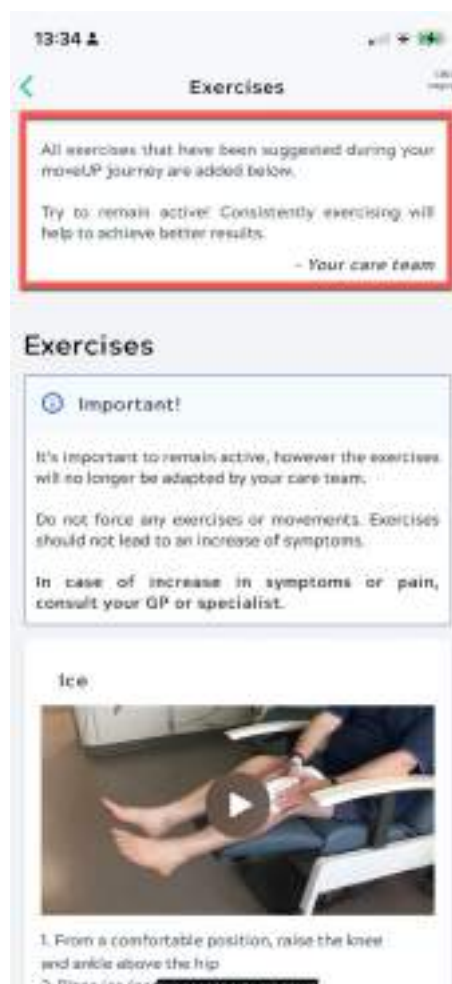 13:34
Exercises
All exercises that have been suggested during your
moveUP journey are added below.
Try to remain active! Consistently exercising will
help to achieve better results.
- Your care team
Exercises
Important!
It's important to remain active, however the exercises
will no longer be adapted by your care team.
Do not force any exercises or movements. Exercises
should not lead to an increase of symptoms.
In case of increase in symptoms or pain,
consult your GP or specialist.
Ice
1. From a comfortable position, raise the knee
and ankle above the hip